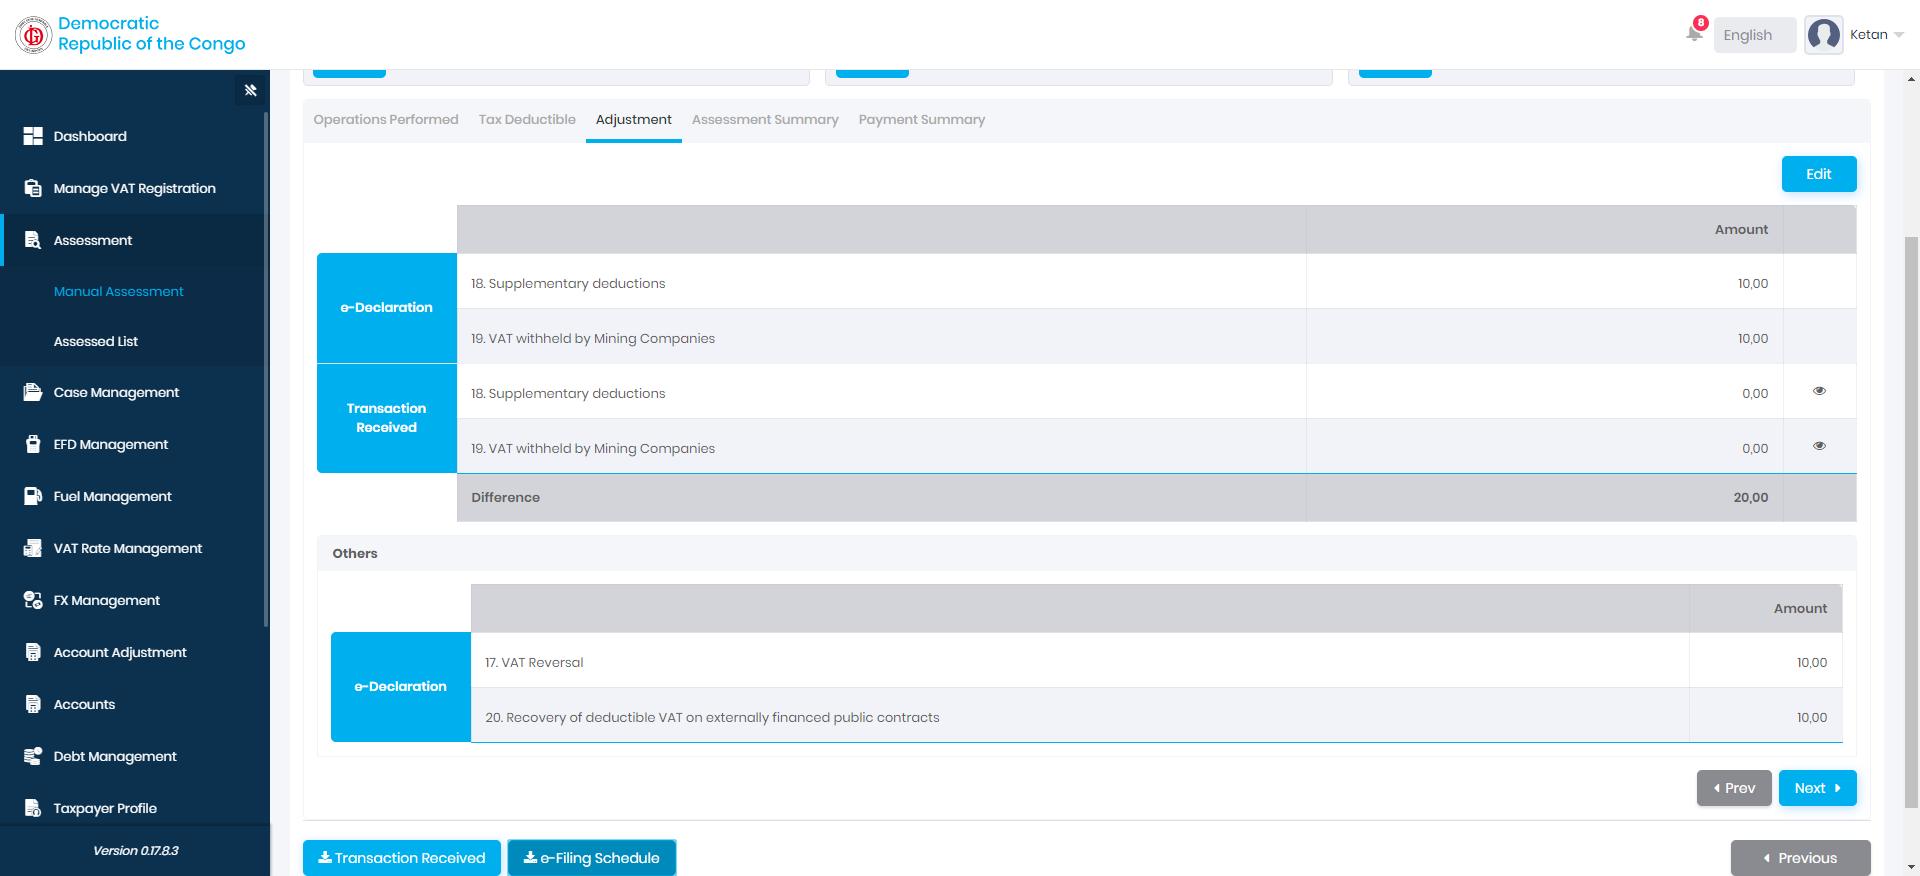 Democratic
Republic of the Congo
8
English
Ketan
Dashboard
Manage VAT Registration
Assessment
Manual Assessment
Assessed List
Case Management
EFD Management
Fuel Management
VAT Rate Management
FX Management
Account Adjustment
Accounts
Debt Management
Taxpayer Profile
Version 0.17.8.3
Operations Performed Tax Deductible Adjustment Assessment Summary Payment Summary
Edit
Amount
e-Declaration
18. Supplementary deductions 10,00
19. VAT withheld by Mining Companies 10,00
Transaction
Received
18. Supplementary deductions 0,00
19. VAT withheld by Mining Companies 0,00
Difference 20,00
Others
Amount
e-Declaration
17. VAT Reversal 10,00
20. Recovery of deductible VAT on externally financed public contracts 10,00
Prev Next
Transaction Received e-Filing Schedule Previous